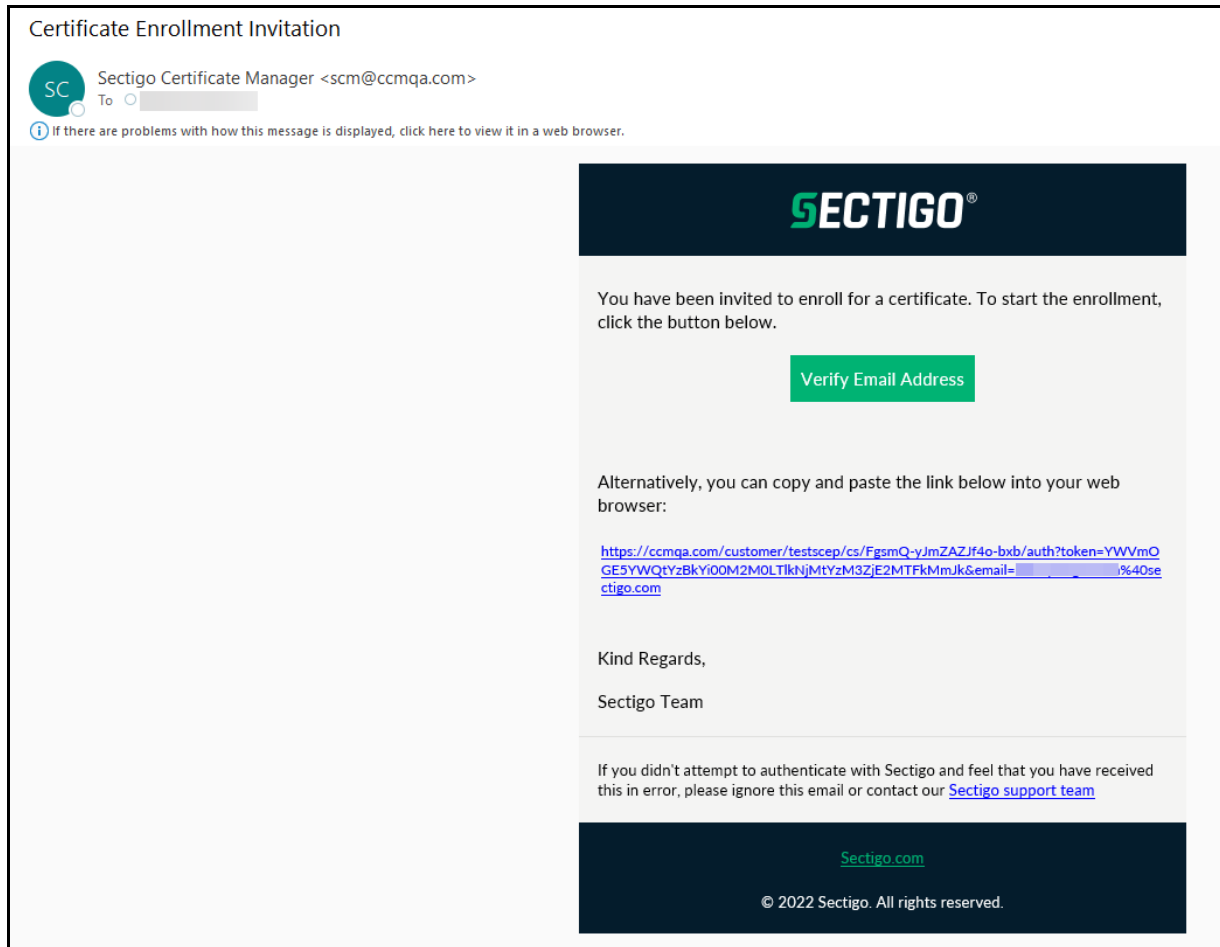 Certificate Enrollment Invitation
SC
Sectigo Certificate Manager <scm@ccmqa.com>
To
If there are problems with how this message is displayed, click here to view it in a web browser.
SECTIGO®
You have been invited to enroll for a certificate. To start the enrollment,
click the button below.
Verify Email Address
Alternatively, you can copy and paste the link below into your web
browser:
https://ccmqa.com/customer/testscep/cs/FgsmQ-yJmZAZJf4o-bxb/auth?token=YWVmO
GE5YWQtYzBkYi00M2M0LTlkNjMtYzM3ZjE2MTFkMmJk&email=%40se
ctigo.com
Kind Regards,
Sectigo Team
If you didn't attempt to authenticate with Sectigo and feel that you have received
this in error, please ignore this email or contact our Sectigo support team
Sectigo.com
© 2022 Sectigo. All rights reserved.